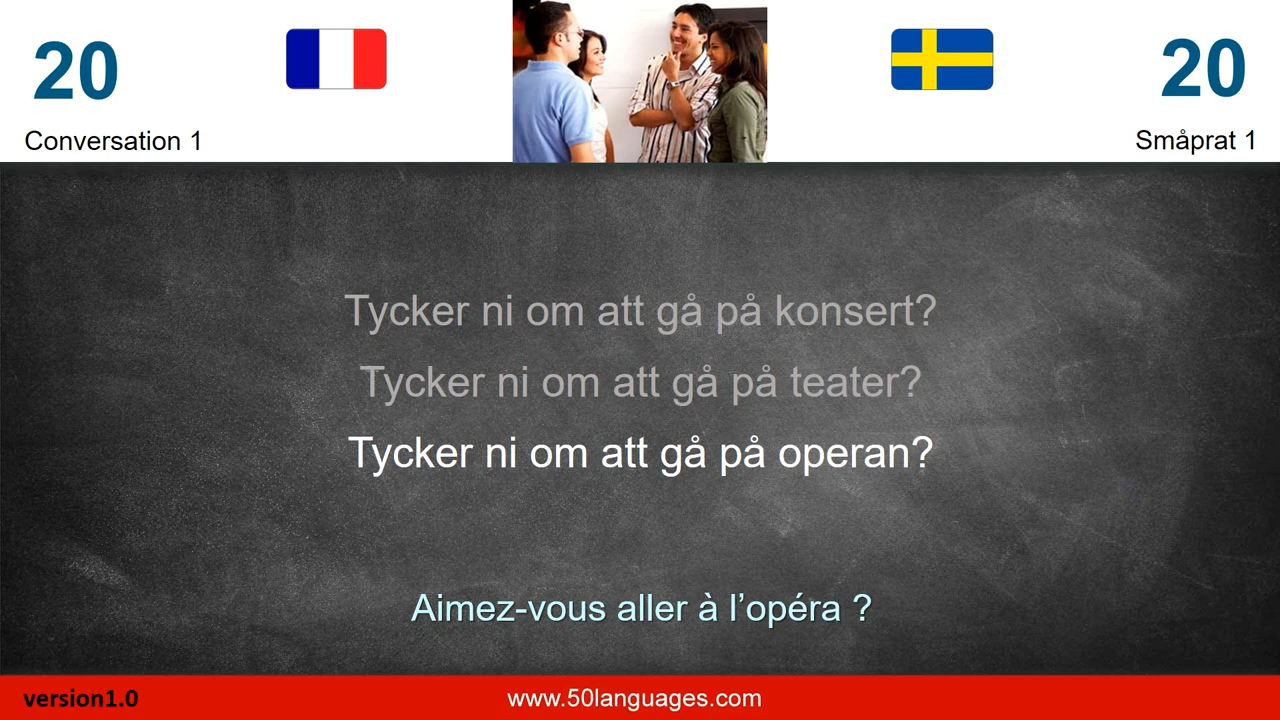 20
20
Conversation 1
Småprat 1
Tycker ni om att gå på konsert?
Tycker ni om att gå på teater?
Tycker ni om att gå på operan?
Aimez-vous aller à l’opéra ?
version1.0
www.50languages.com